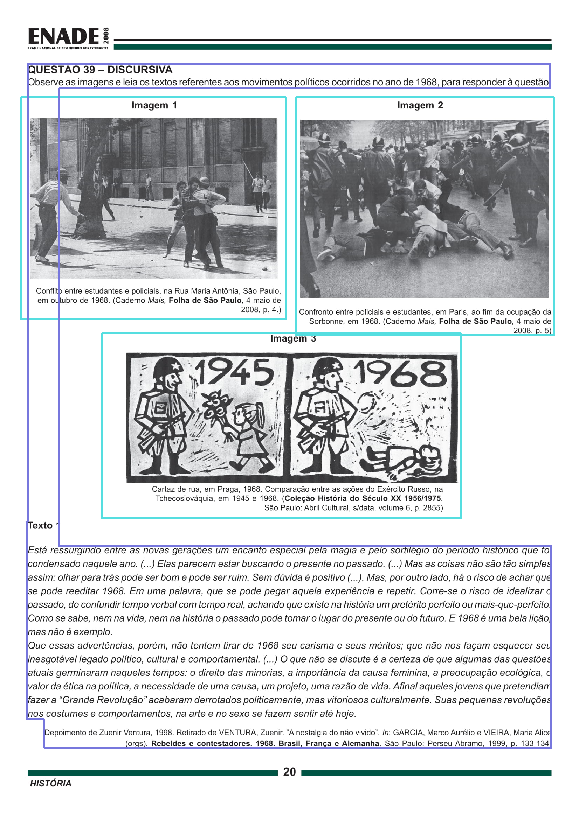 ENADE 2008
EXAME NACIONAL DE DESEMPENHO DOS ESTUDANTES
QUESTÃO 39 – DISCURSIVA
Observe as imagens e leia os textos referentes aos movimentos políticos ocorridos no ano de 1968, para responder à questão.
Imagem 1
Conflito entre estudantes e policiais, na Rua Maria Antônia, São Paulo,
em outubro de 1968. (Caderno Mais, Folha de São Paulo, 4 maio de
2008, p. 4.)
Imagem 2
Confronto entre policiais e estudantes, em Paris, ao fim da ocupação da
Sorbonne, em 1968. (Caderno Mais, Folha de São Paulo, 4 maio de
2008, p. 5)
Imagem 3
1945 1968
Cartaz de rua, em Praga, 1968. Comparação entre as ações do Exército Russo, na
Tchecoslováquia, em 1945 e 1968. (Coleção História do Século XX 1956/1975.
São Paulo: Abril Cultural, s/data, volume 6, p. 2855)
Texto 1
Está ressurgindo entre as novas gerações um encanto especial pela magia e pelo sortilégio do período histórico que foi
condensado naquele ano. (...) Elas parecem estar buscando o presente no passado. (...) Mas as coisas não são tão simples
assim: olhar para trás pode ser bom e pode ser ruim. Sem dúvida é positivo (...). Mas, por outro lado, há o risco de achar que
se pode reeditar 1968. Em uma palavra, que se pode pegar aquela experiência e repetir. Corre-se o risco de idealizar o
passado, de confundir tempo verbal com tempo real, achando que existe na história um pretérito perfeito ou mais-que-perfeito.
Como se sabe, nem na vida, nem na história o passado pode tomar o lugar do presente ou do futuro. E 1968 é uma bela lição,
mas não é exemplo.
Que essas advertências, porém, não tentem tirar de 1968 seu carisma e seus méritos; que não nos façam esquecer seu
inesgotável legado político, cultural e comportamental. (...) O que não se discute é a certeza de que algumas das questões
atuais germinaram naqueles tempos: o direito das minorias, a importância da causa feminina, a preocupação ecológica, o
valor da ética na política, a necessidade de uma causa, um projeto, uma razão de vida. Afinal aqueles jovens que pretendiam
fazer a “Grande Revolução” acabaram derrotados politicamente, mas vitoriosos culturalmente. Suas pequenas revoluções
nos costumes e comportamentos, na arte e no sexo se fazem sentir até hoje.
Depoimento de Zuenir Ventura, 1998. Retirado de VENTURA, Zuenir. “A nostalgia do não vivido”. In: GARCIA, Marco Aurélio e VIEIRA, Maria Alice
(orgs). Rebeldes e contestadores. 1968. Brasil, França e Alemanha. São Paulo: Perseu Abramo, 1999, p. 133-134.
20
HISTÓRIA